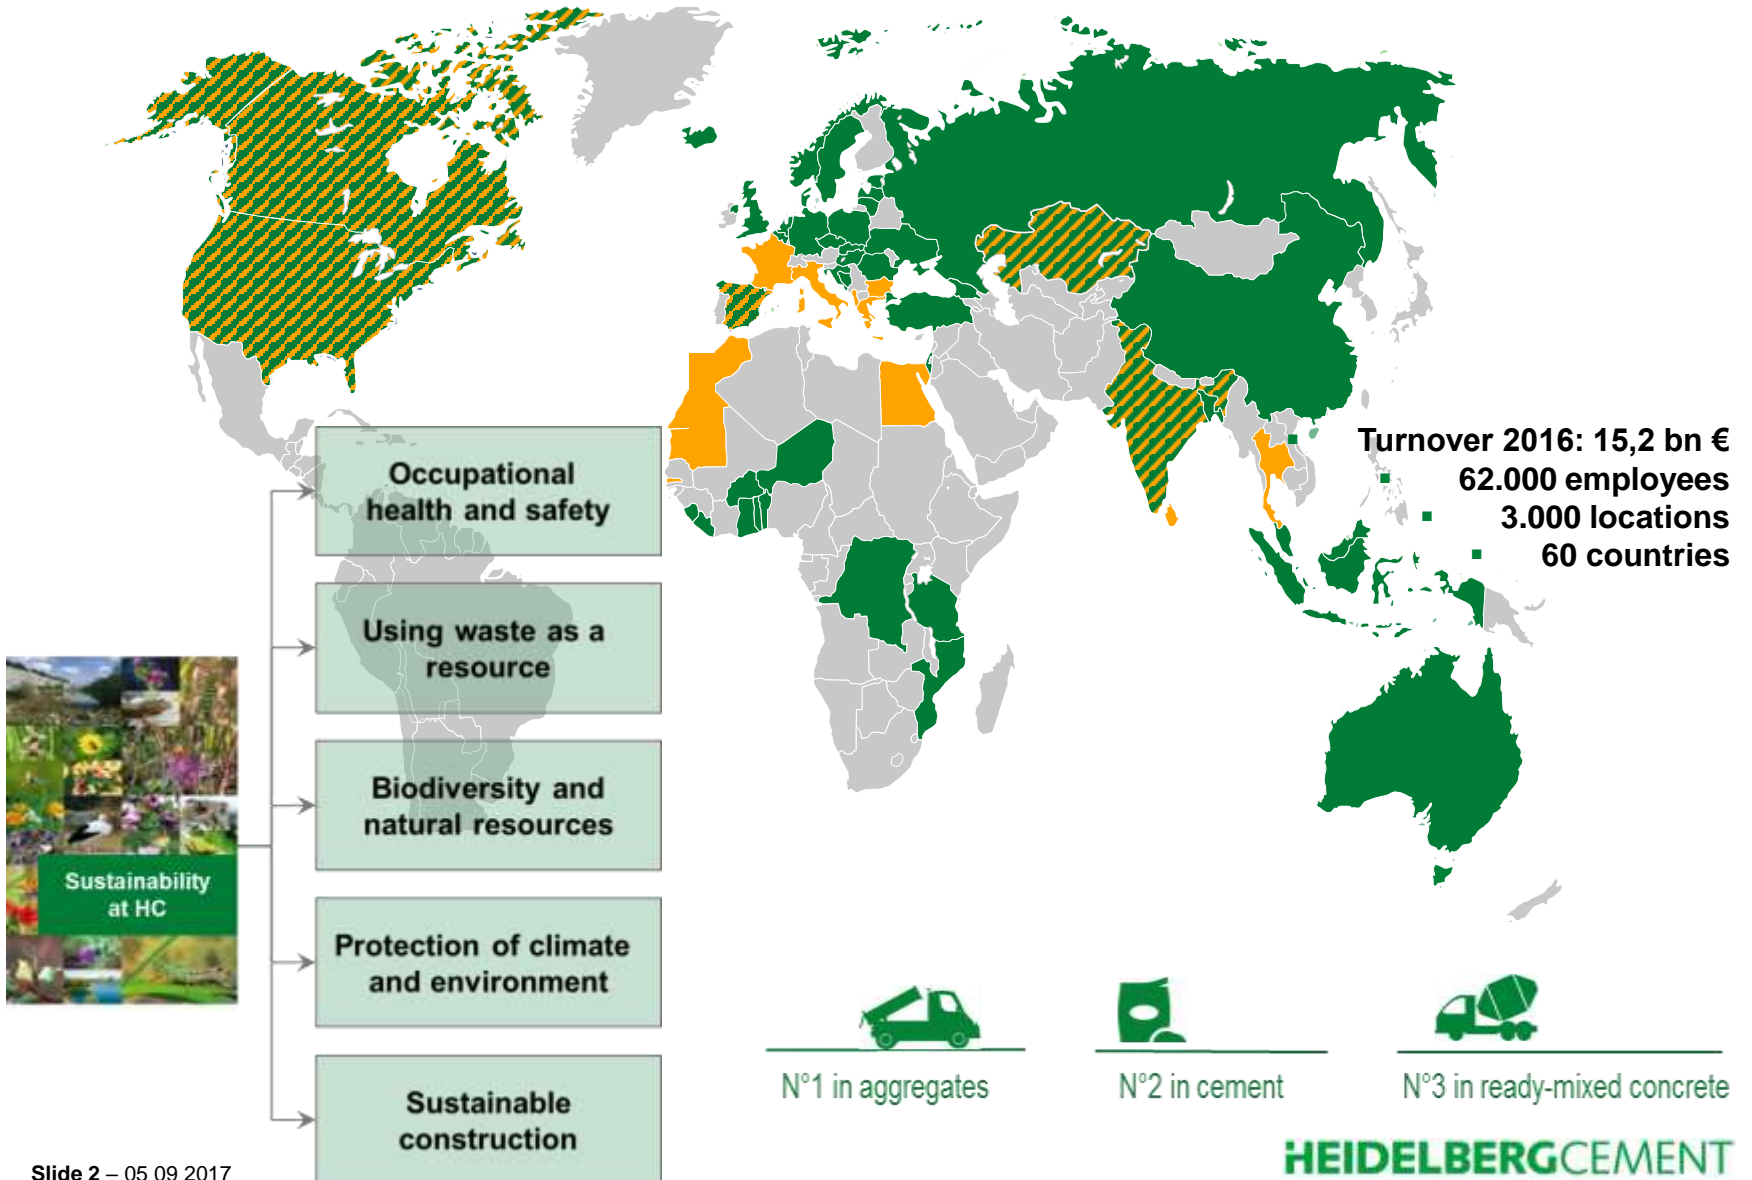 Turnover 2016: 15,2 bn €
62.000 employees
3.000 locations
60 countries
Occupational
health and safety
Using waste as a
resource
Biodiversity and
natural resources
Sustainability
at HC
Protection of climate
and environment
Sustainable
construction
N°1 in aggregates
N°2 in cement
N°3 in ready-mixed concrete
HEIDELBERGCEMENT
Slide 2 – 05 09 2017